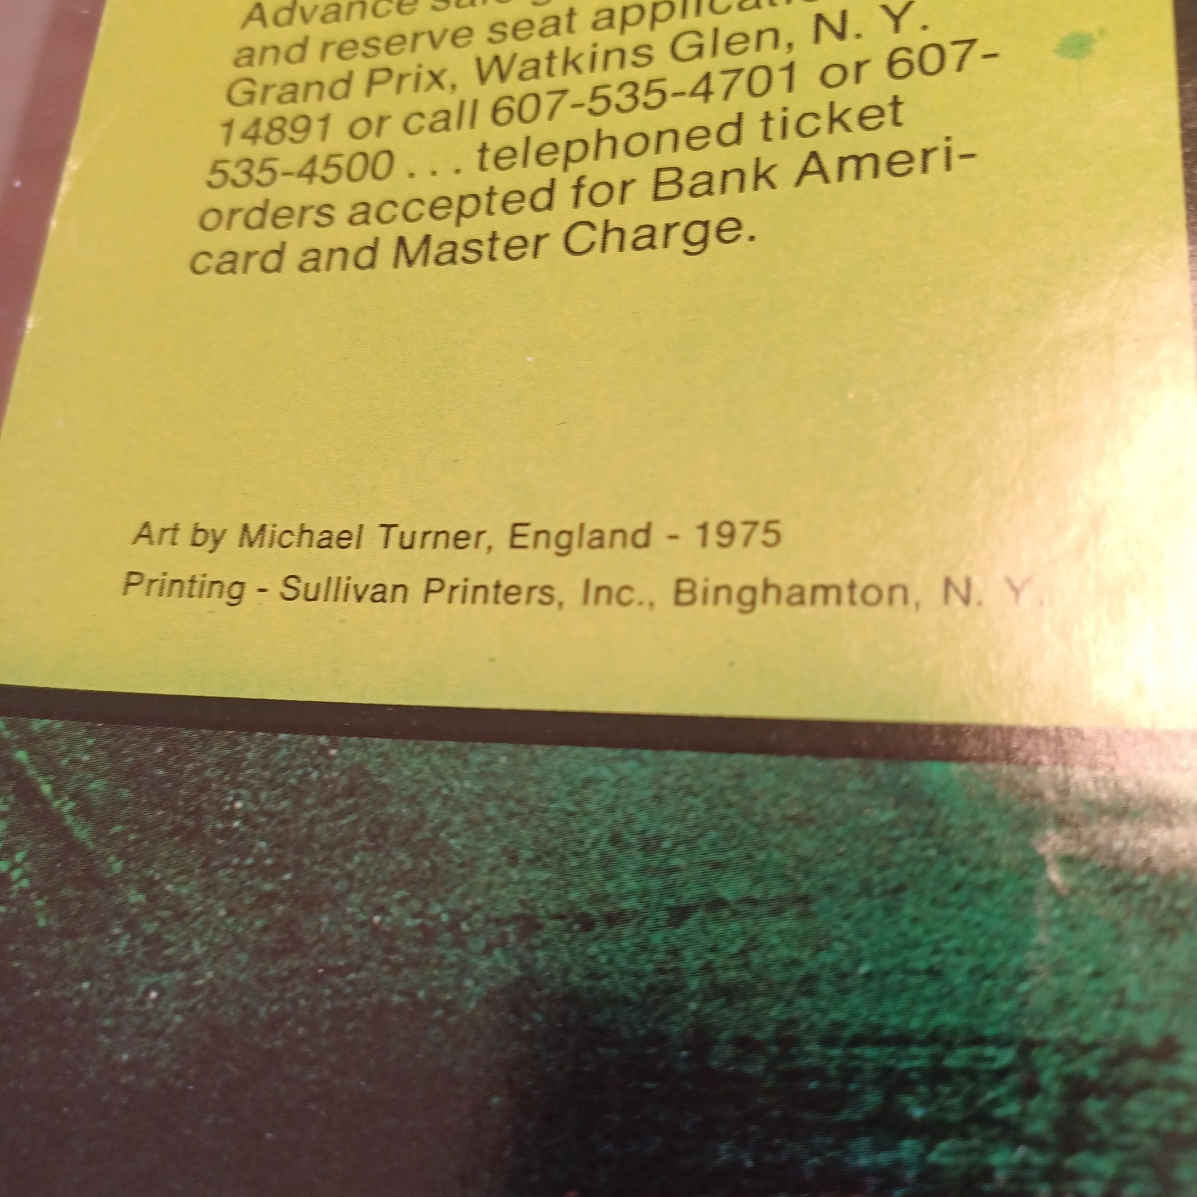 Advance
and reserve seat
Grand Prix, Watkins Glen, N. Y.
14891 or call 607-535-4701 or 607-
535-4500 . . . telephoned ticket
orders accepted for Bank Ameri-
card and Master Charge.
Art by Michael Turner, England - 1975
Printing - Sullivan Printers, Inc., Binghamton, N. Y.